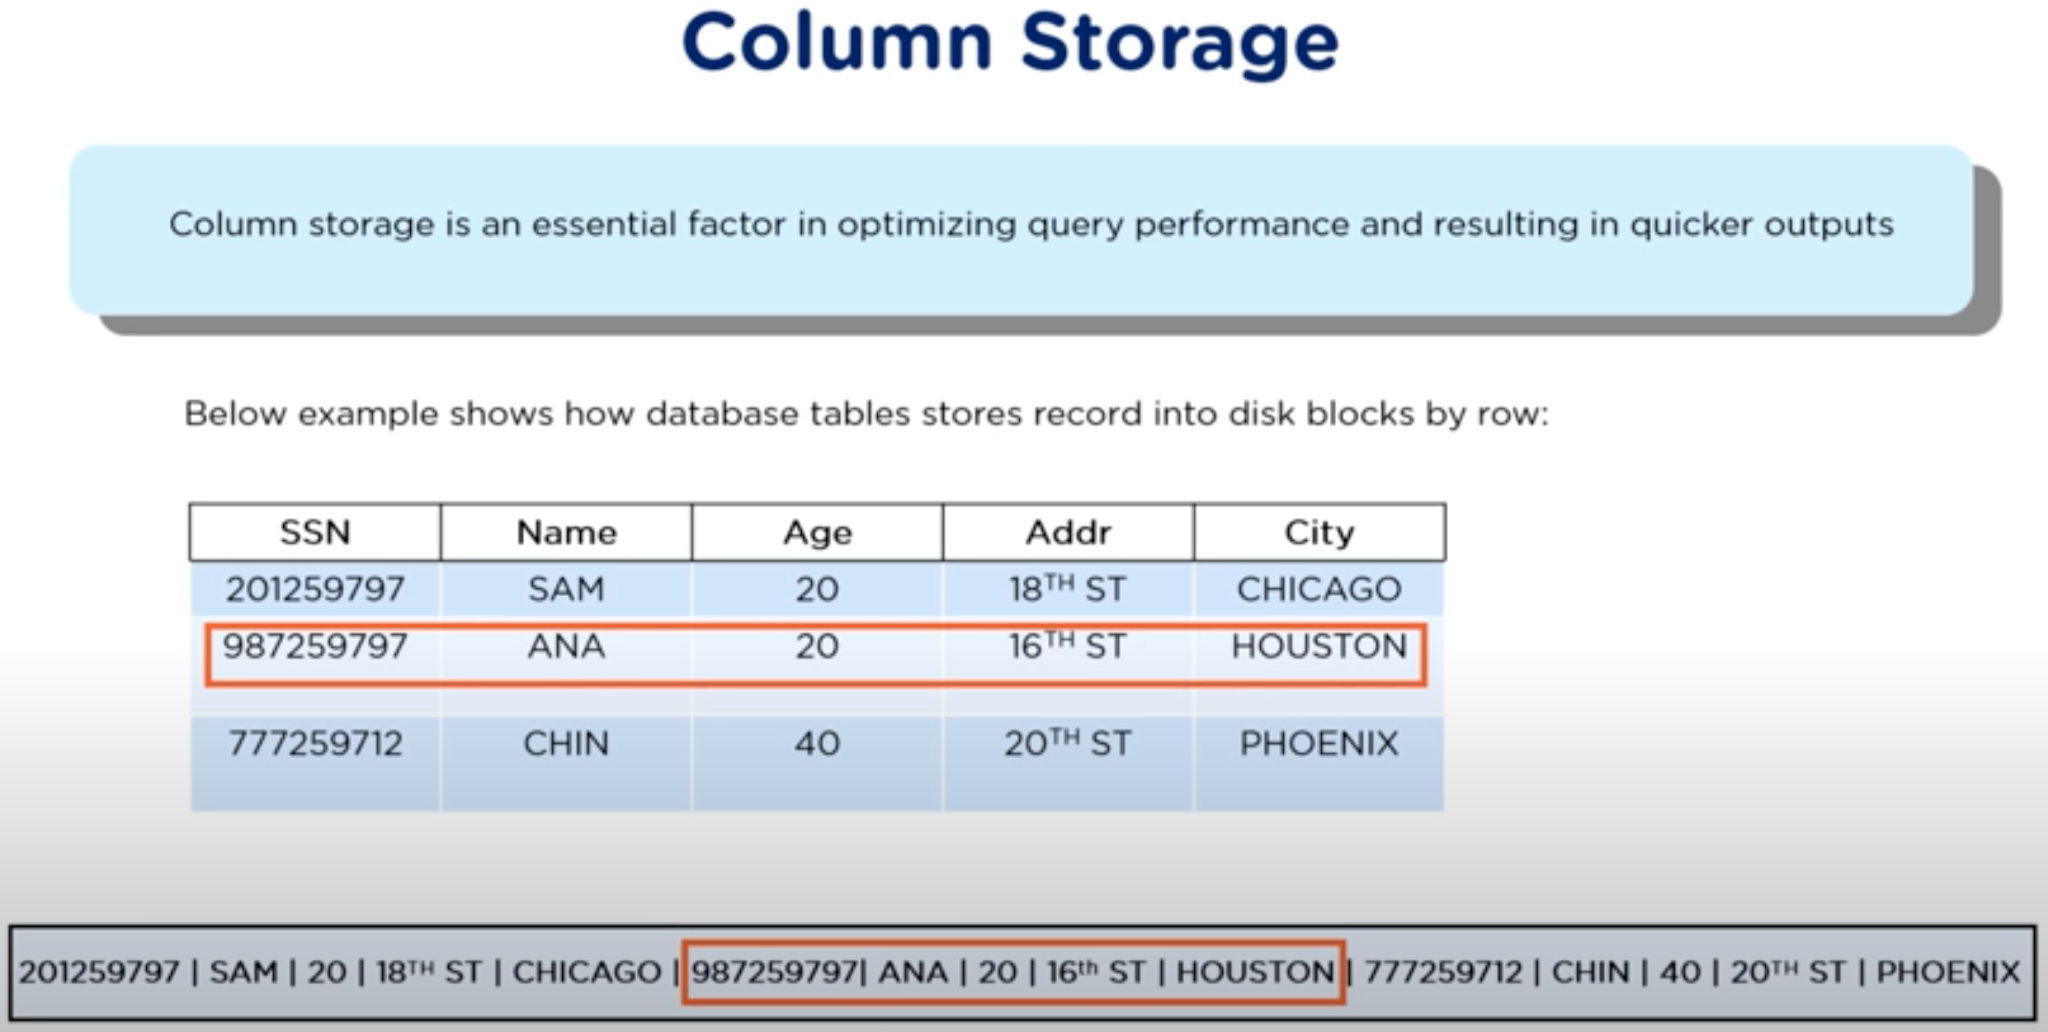 Column Storage
Column storage is an essential factor in optimizing query performance and resulting in quicker outputs
Below example shows how database tables stores record into disk blocks by row:
SSN Name Age Addr City
201259797 SAM 20 18TH ST CHICAGO
987259797 ANA 20 16TH ST HOUSTON
777259712 CHIN 40 20TH ST PHOENIX
201259797 | SAM | 20 | 18TH ST | CHICAGO | 987259797| ANA | 20 | 16th ST | HOUSTON | 777259712 | CHIN | 40 | 20TH ST | PHOENIX